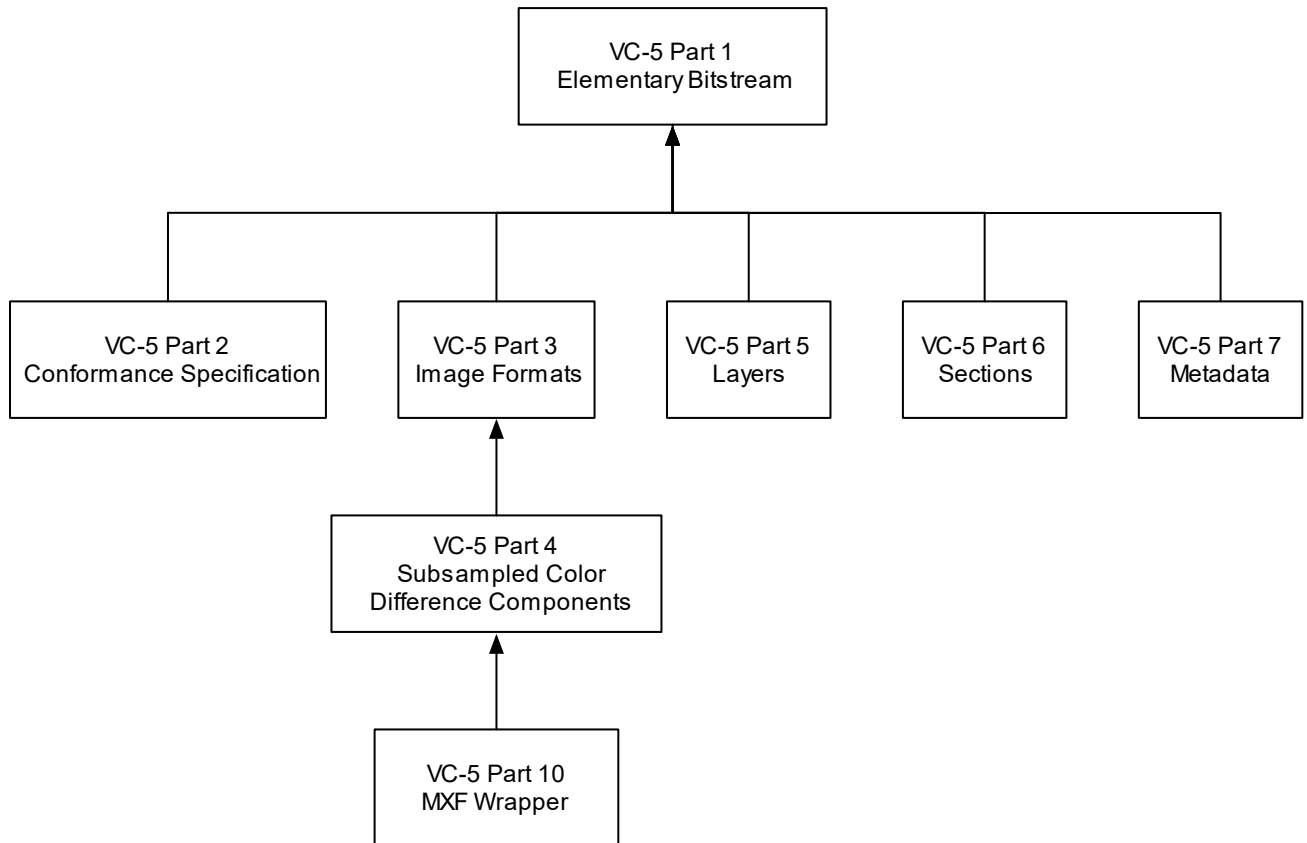 VC-5 Part 1
Elementary Bitstream
VC-5 Part 2
Conformance Specification
VC-5 Part 3
Image Formats
VC-5 Part 5
Layers
VC-5 Part 6
Sections
VC-5 Part 7
Metadata
VC-5 Part 4
Subsampled Color
Difference Components
VC-5 Part 10
MXF Wrapper